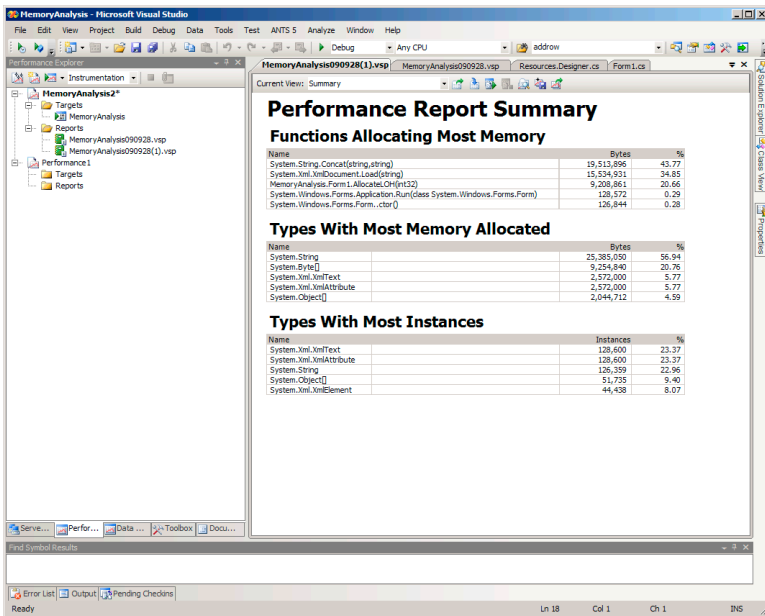 MemoryAnalysis - Microsoft Visual Studio
File Edit View Project Build Debug Data Tools Test ANTS 5 Analyze Window Help
Debug Any CPU addrow
Performance Explorer
Instrumentation
MemoryAnalysis2*
Targets
MemoryAnalysis
Reports
MemoryAnalysis090928.vsp
MemoryAnalysis090928(1).vsp
Performance1
Targets
Reports
MemoryAnalysis090928(1).vsp MemoryAnalysis090928.vsp Resources.Designer.cs Form1.cs
Current View: Summary
Performance Report Summary
Functions Allocating Most Memory
Name Bytes %
System.String.Concat(string,string) 19,513,896 43.77
System.Xml.XmlDocument.Load(string) 15,534,931 34.85
MemoryAnalysis.Form1.AllocateLOH(int32) 9,208,861 20.66
System.Windows.Forms.Application.Run(class System.Windows.Forms.Form) 128,572 0.29
System.Windows.Forms.Form..ctor() 126,844 0.28
Types With Most Memory Allocated
Name Bytes %
System.String 25,385,050 56.94
System.Byte[] 9,254,840 20.76
System.Xml.XmlText 2,572,000 5.77
System.Xml.XmlAttribute 2,572,000 5.77
System.Object[] 2,044,712 4.59
Types With Most Instances
Name Instances %
System.Xml.XmlText 128,600 23.37
System.Xml.XmlAttribute 128,600 23.37
System.String 126,359 22.96
System.Object[] 51,735 9.40
System.Xml.XmlElement 44,438 8.07
Solution Explorer
Class View
Properties
Serve... Perfor... Data ... Toolbox Docu...
Find Symbol Results
Error List Output Pending Checkins
Ready Ln 18 Col 1 Ch 1 INS